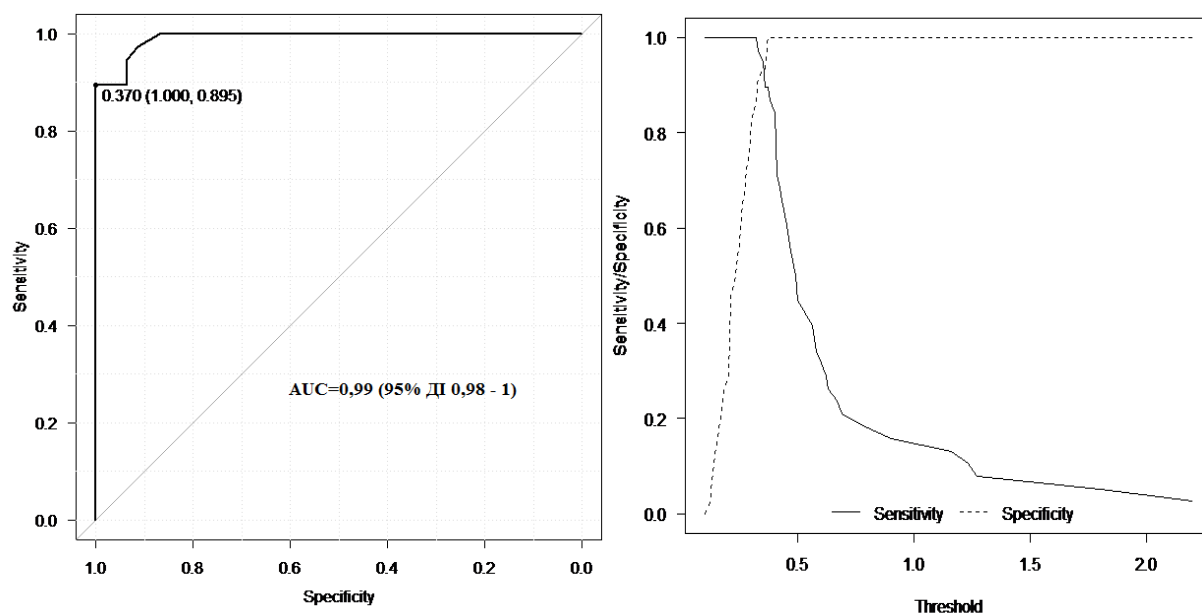 1.0
0.8
0.6
0.4
0.2
0.0
Sensitivity
0.370 (1.000, 0.895)
AUC=0,99 (95% ДІ 0,98 - 1)
1.0 0.8 0.6 0.4 0.2 0.0
Specificity
1.0
0.8
0.6
0.4
0.2
0.0
Sensitivity/Specificity
Sensitivity Specificity
0.5 1.0 1.5 2.0
Threshold